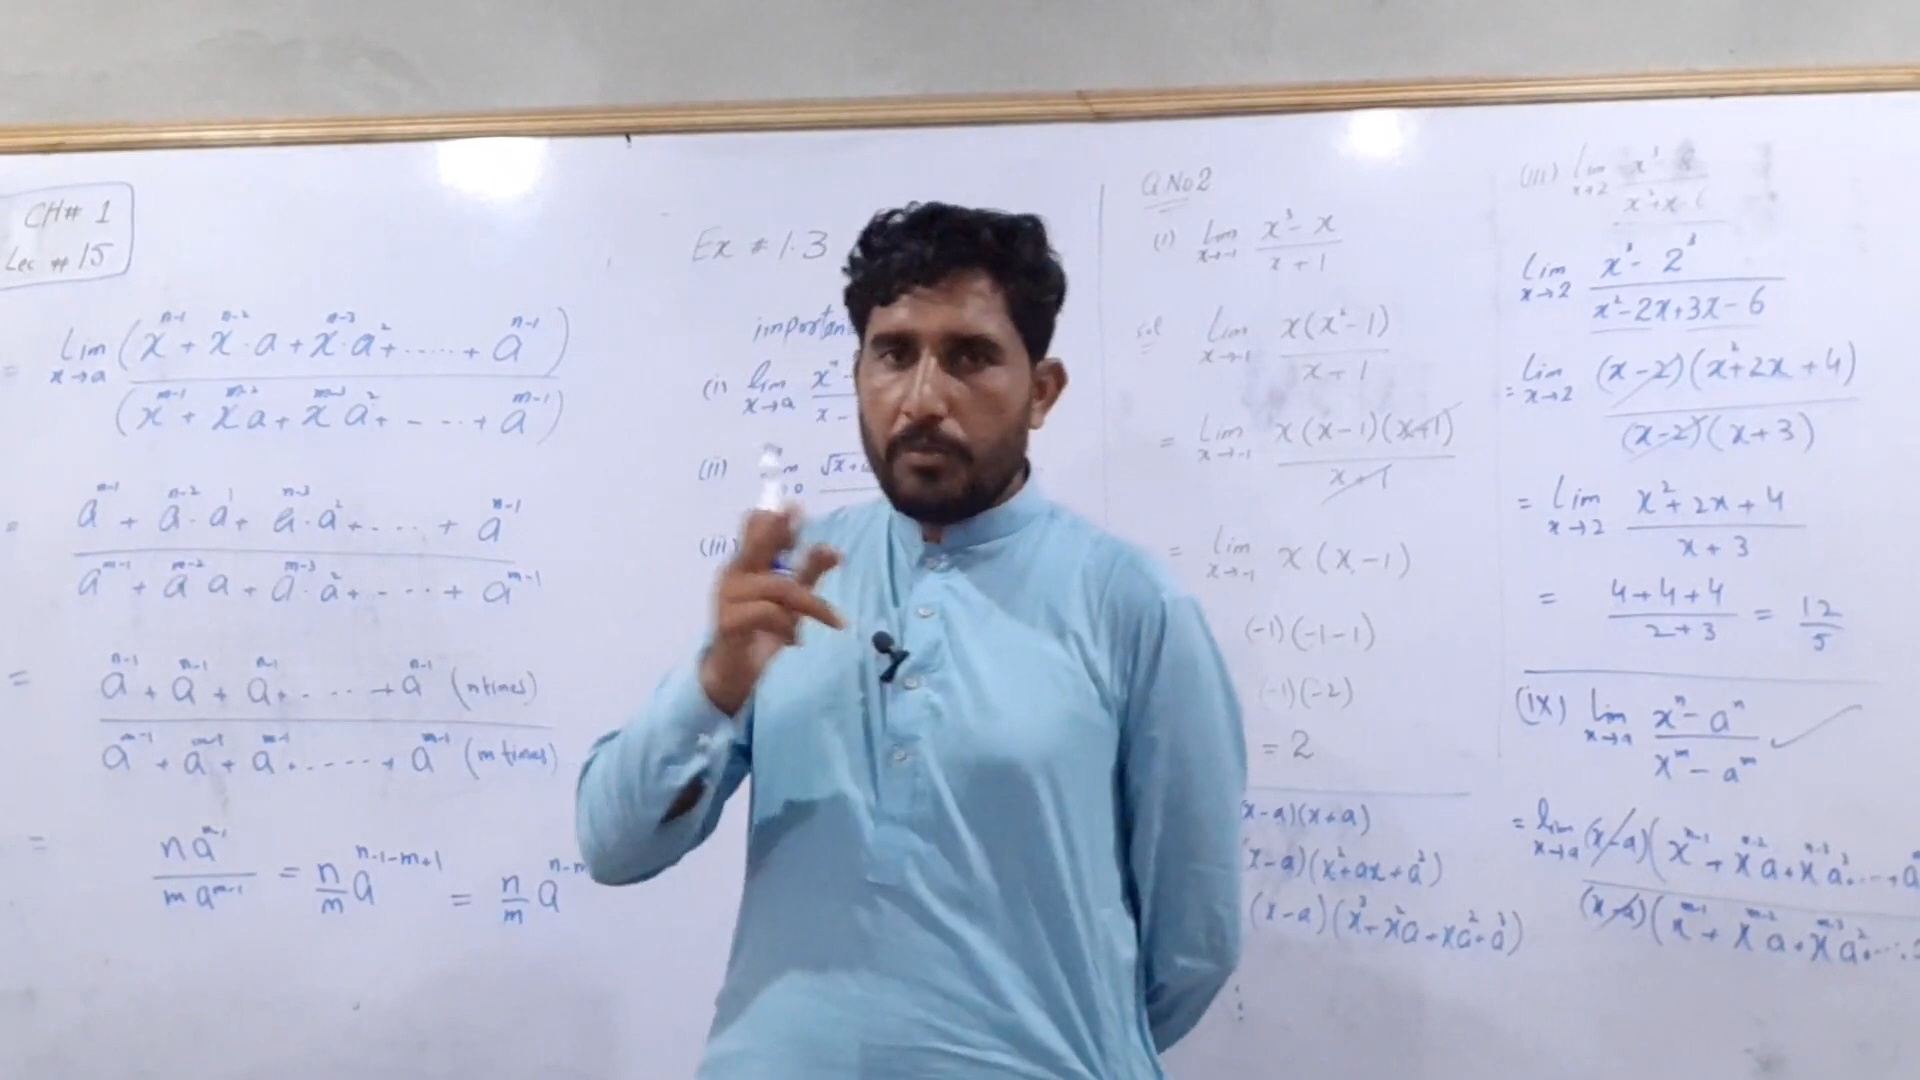 CH# 1
Lec # 15
= Lim x→a (x^{n-1} + x^{n-2}·a + x^{n-3}·a^2 + ..... + a^{n-1}) / (x^{m-1} + x^{m-2}a + x^{m-3}a^2 + - - .. + a^{m-1})
= a^{n-1} + a^{n-2}·a^1 + a^{n-3}·a^2 + .... + a^{n-1} / a^{m-1} + a^{m-2}a + a^{m-3}·a^2 + - - .. + a^{m-1}
= a^{n-1} + a^{n-1} + a^{n-1} + .... + a^{n-1} (n times) / a^{m-1} + a^{m-1} + a^{m-1} + ..... + a^{m-1} (m times)
= na^{n-1} / ma^{m-1} = n/m a^{n-1-m+1} = n/m a^{n-m}
Ex # 1.3
(i) lim x→a x^n - / x -
(ii)
(iii)
Q No 2
(i) Lim x→-1 x^3 - x / x + 1
sol Lim x→-1 x(x^2-1) / x+1
= Lim x→-1 x(x-1)(x+1) / x+1
= Lim x→-1 x(x-1)
(-1)(-1-1)
(-1)(-2)
= 2
(x-a)(x+a)
(x-a)(x^2+ax+a^2)
(x-a)(x^3+x^2a+xa^2+a^3)
(iii) Lim x→2
Lim x→2 x^3 - 2^3 / x^2-2x+3x-6
= Lim x→2 (x-2)(x^2+2x+4) / (x-2)(x+3)
= Lim x→2 x^2+2x+4 / x+3
= 4+4+4 / 2+3 = 12/5
(ix) Lim x→a x^n - a^n / x^m - a^m
= lim x→a (x-a)(x^{n-1} + x^{n-2}a + x^{n-3}a^2 ... + a / (x-a)(x^{m-1} + x^{m-2}a + x^{m-3}a^2 + ...